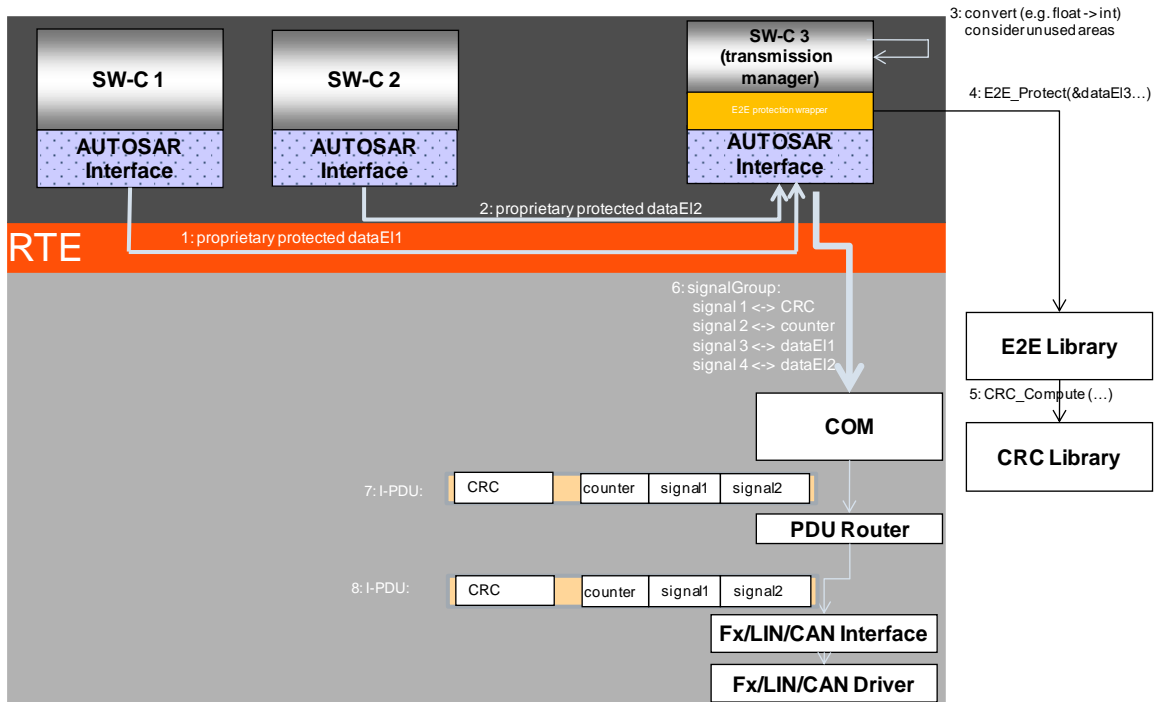 3: convert (e.g. float -> int)
consider unused areas
SW-C 1
SW-C 2
SW-C 3
(transmission
manager)
4: E2E_Protect(&dataEl3…)
E2E protection wrapper
AUTOSAR
Interface
AUTOSAR
Interface
AUTOSAR
Interface
2: proprietary protected dataEl2
1: proprietary protected dataEl1
RTE
6: signalGroup:
signal 1 <-> CRC
signal 2 <-> counter
signal 3 <-> dataEl1
signal 4 <-> dataEl2
E2E Library
5: CRC_Compute (…)
COM
CRC Library
7: I-PDU:
CRC
counter
signal1
signal2
PDU Router
8: I-PDU:
CRC
counter
signal1
signal2
Fx/LIN/CAN Interface
Fx/LIN/CAN Driver